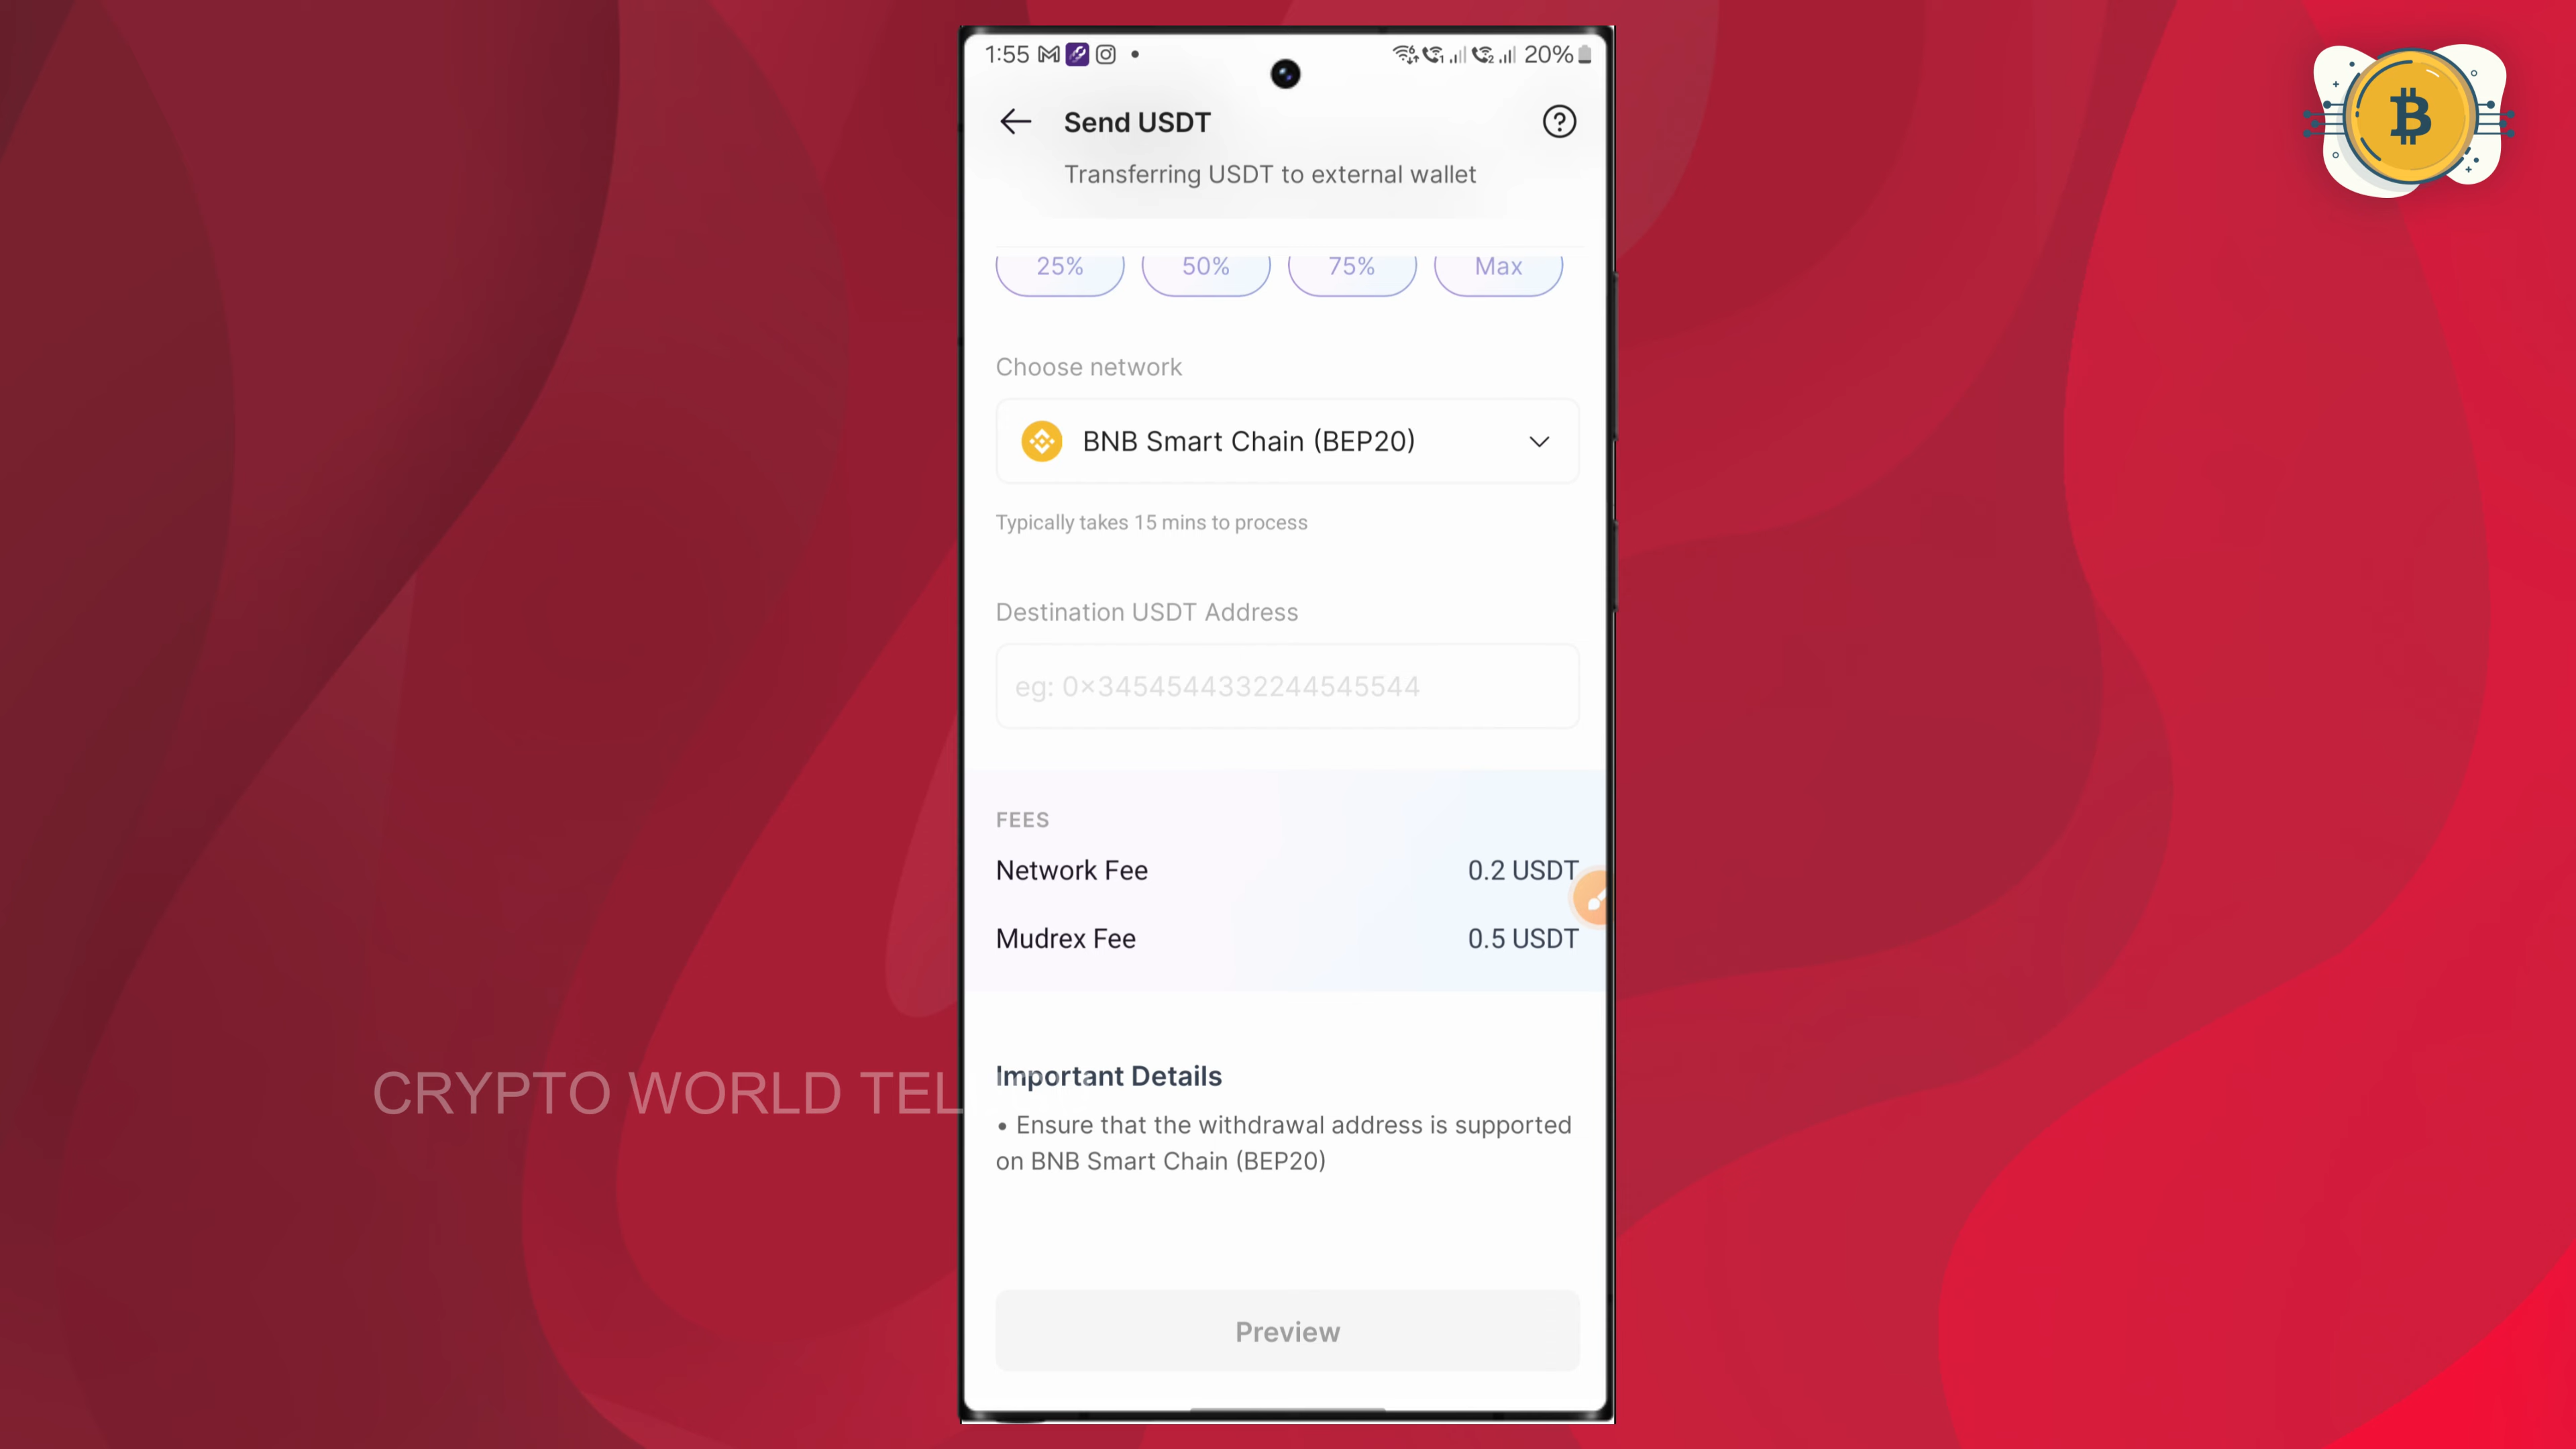 1:55
20%
Send USDT
Transferring USDT to external wallet
25% 50% 75% Max
Choose network
BNB Smart Chain (BEP20)
Typically takes 15 mins to process
Destination USDT Address
eg: 0x3454544332244545544
FEES
Network Fee 0.2 USDT
Mudrex Fee 0.5 USDT
CRYPTO WORLD TEL
Important Details
• Ensure that the withdrawal address is supported
on BNB Smart Chain (BEP20)
Preview